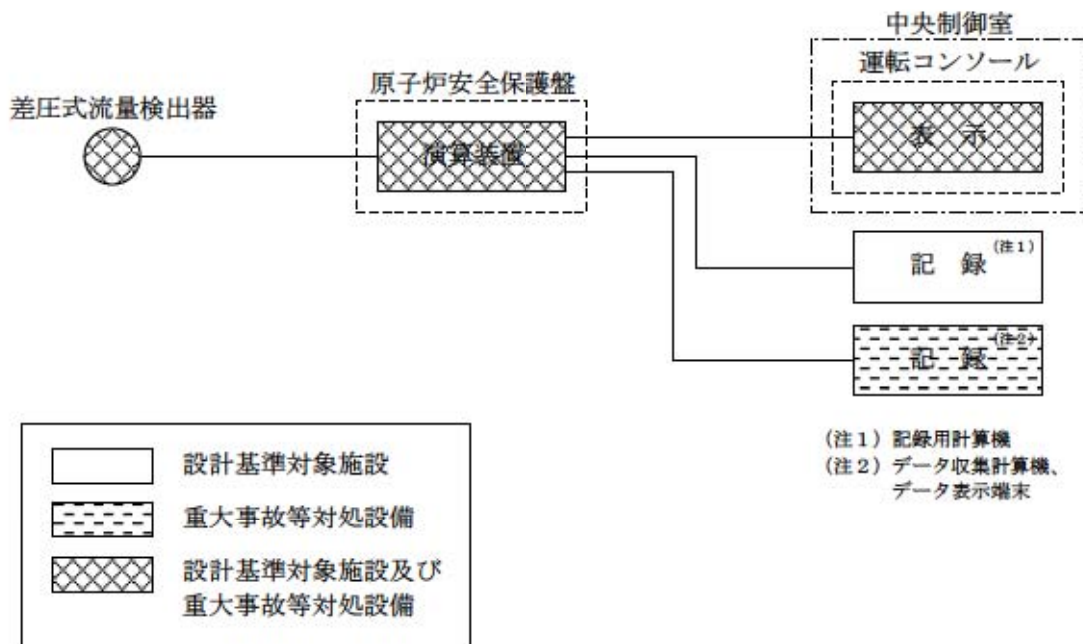 中央制御室
運転コンソール
原子炉安全保護盤
差圧式流量検出器
演算装置
表 示
記 録(注1)
記 録(注2)
(注1)記録用計算機
(注2)データ収集計算機、
データ表示端末
設計基準対象施設
重大事故等対処設備
設計基準対象施設及び
重大事故等対処設備